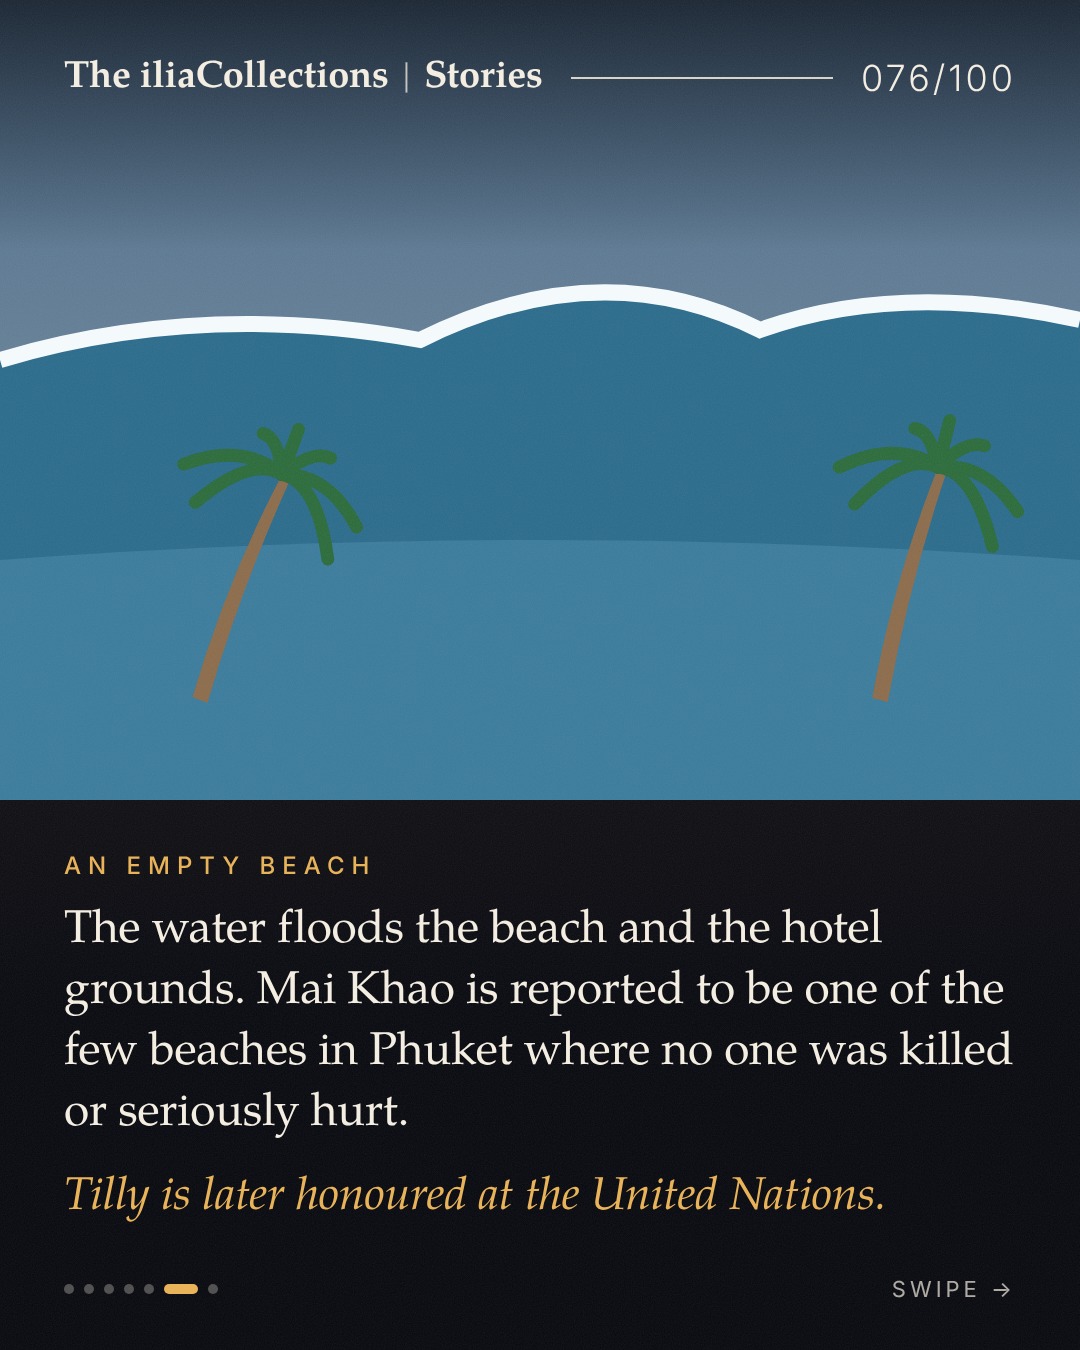 The iliaCollections | Stories 076/100
AN EMPTY BEACH
The water floods the beach and the hotel
grounds. Mai Khao is reported to be one of the
few beaches in Phuket where no one was killed
or seriously hurt.
Tilly is later honoured at the United Nations.
SWIPE →